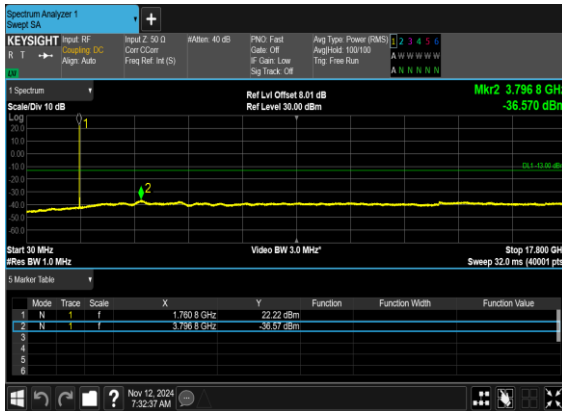 Spectrum Analyzer 1
Swept SA
+
KEYSIGHT
R T
Input: RF
Coupling: DC
Align: Auto
Input Z: 50 Ω
Corr CCorr
Freq Ref: Int (S)
#Atten: 40 dB
PNO: Fast
Gate: Off
IF Gain: Low
Sig Track: Off
Avg Type: Power (RMS)
Avg|Hold: 100/100
Trig: Free Run
1 2 3 4 5 6
A W W W W W
A N N N N N
1 Spectrum
Scale/Div 10 dB
Ref Lvl Offset 8.01 dB
Ref Level 30.00 dBm
Mkr2 3.796 8 GHz
-36.570 dBm
Log
20.0
10.0
0.00
-10.0
-20.0
-30.0
-40.0
-50.0
-60.0
1
2
DL1 -13.00 dBm
Start 30 MHz
#Res BW 1.0 MHz
Video BW 3.0 MHz*
Stop 17.800 GHz
Sweep 32.0 ms (40001 pts)
5 Marker Table
Mode Trace Scale X Y Function Function Width Function Value
1 N 1 f 1.760 8 GHz 22.22 dBm
2 N 1 f 3.796 8 GHz -36.57 dBm
3
4
5
6
?
Nov 12, 2024
7:32:37 AM